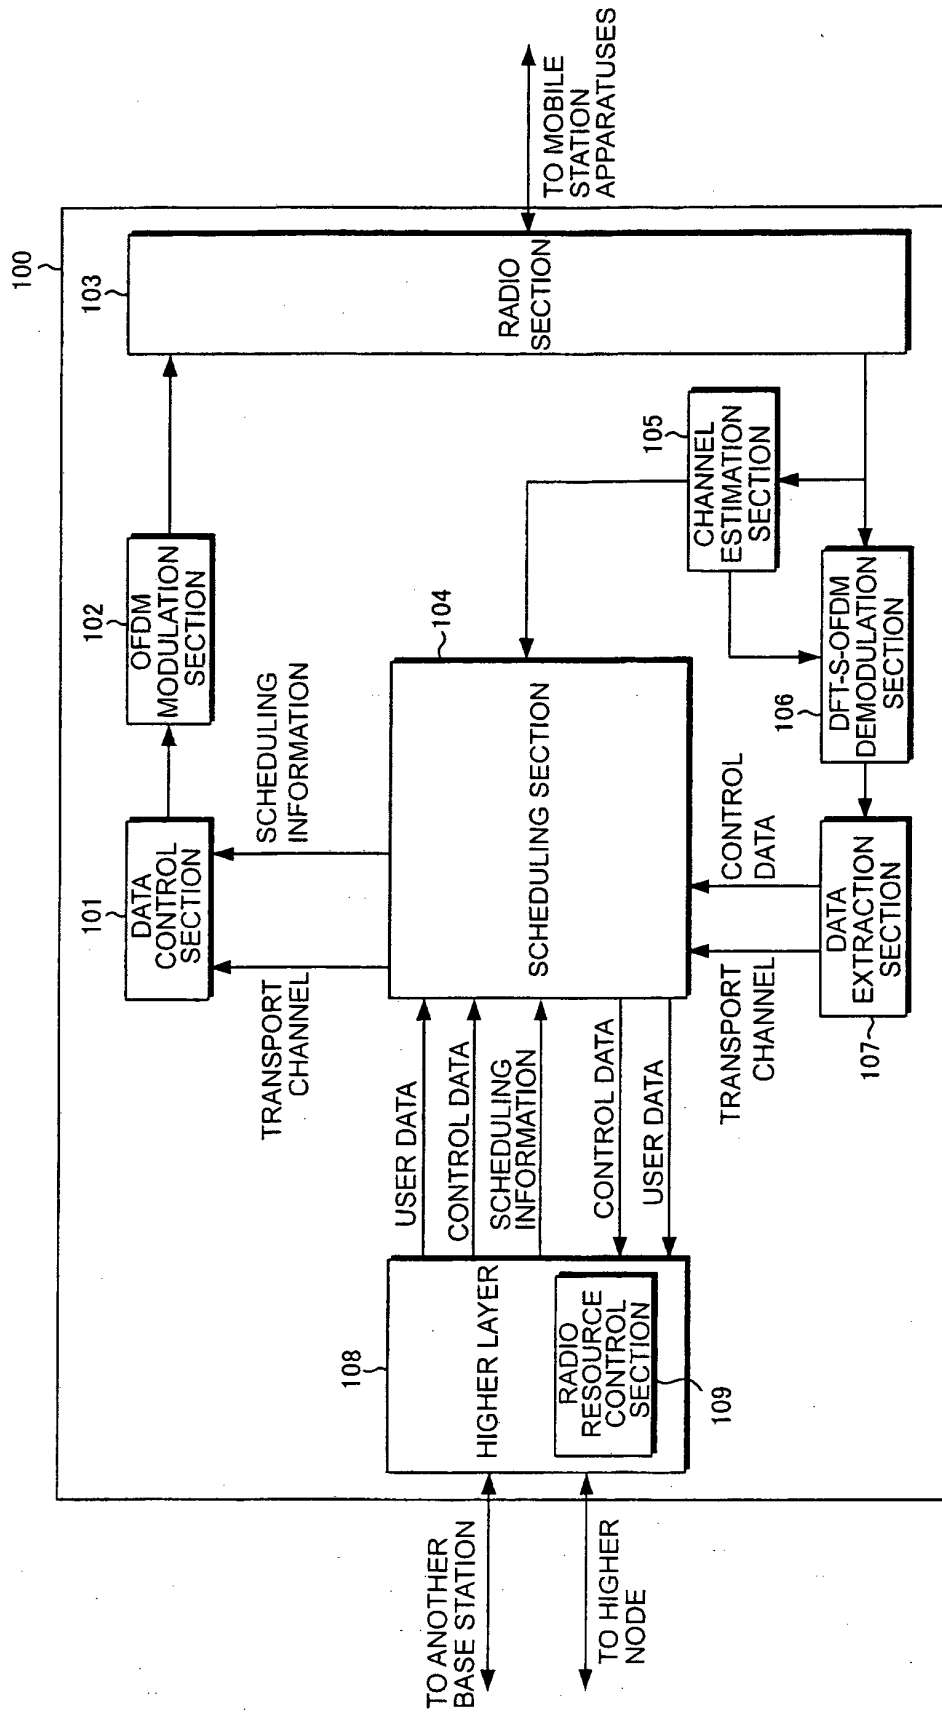 100
103
RADIO
SECTION
TO MOBILE
STATION
APPARATUSES
102
OFDM
MODULATION
SECTION
101
DATA
CONTROL
SECTION
SCHEDULING
INFORMATION
TRANSPORT
CHANNEL
104
SCHEDULING SECTION
105
CHANNEL
ESTIMATION
SECTION
106
DFT-S-OFDM
DEMODULATION
SECTION
CONTROL
DATA
TRANSPORT
CHANNEL
DATA
EXTRACTION
SECTION
107
USER DATA
CONTROL DATA
SCHEDULING
INFORMATION
CONTROL DATA
USER DATA
108
HIGHER LAYER
RADIO
RESOURCE
CONTROL
SECTION
109
TO ANOTHER
BASE STATION
TO HIGHER
NODE